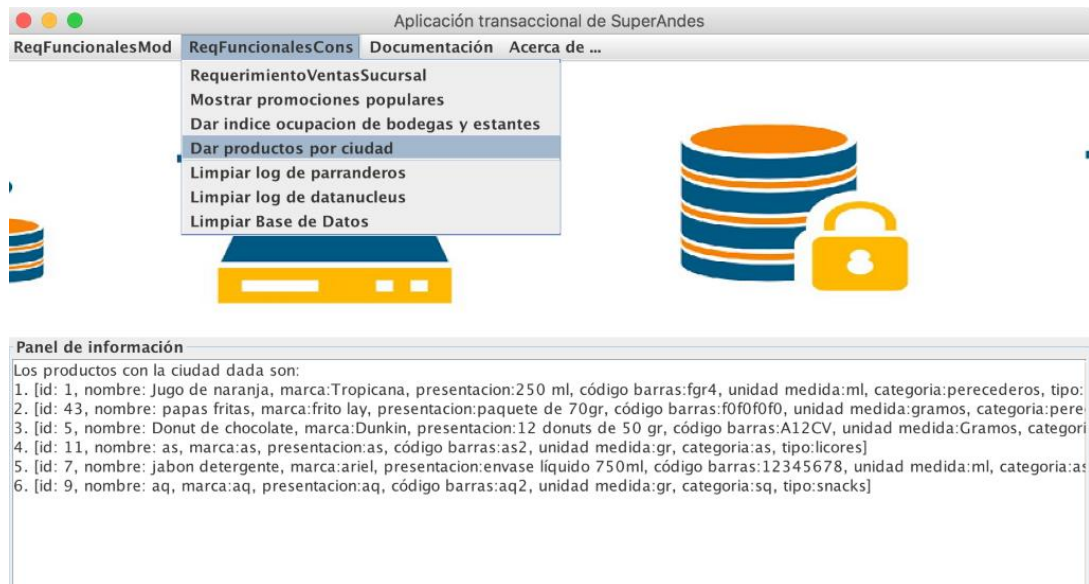 Aplicación transaccional de SuperAndes
ReqFuncionalesMod ReqFuncionalesCons Documentación Acerca de ...
RequerimientoVentasSucursal
Mostrar promociones populares
Dar indice ocupacion de bodegas y estantes
Dar productos por ciudad
Limpiar log de parranderos
Limpiar log de datanucleus
Limpiar Base de Datos
Panel de información
Los productos con la ciudad dada son:
1. [id: 1, nombre: Jugo de naranja, marca:Tropicana, presentacion:250 ml, código barras:fgr4, unidad medida:ml, categoria:perecederos, tipo:
2. [id: 43, nombre: papas fritas, marca:frito lay, presentacion:paquete de 70gr, código barras:f0f0f0f0, unidad medida:gramos, categoria:pere
3. [id: 5, nombre: Donut de chocolate, marca:Dunkin, presentacion:12 donuts de 50 gr, código barras:A12CV, unidad medida:Gramos, categori
4. [id: 11, nombre: as, marca:as, presentacion:as, código barras:as2, unidad medida:gr, categoria:as, tipo:licores]
5. [id: 7, nombre: jabon detergente, marca:ariel, presentacion:envase líquido 750ml, código barras:12345678, unidad medida:ml, categoria:as
6. [id: 9, nombre: aq, marca:aq, presentacion:aq, código barras:aq2, unidad medida:gr, categoria:sq, tipo:snacks]